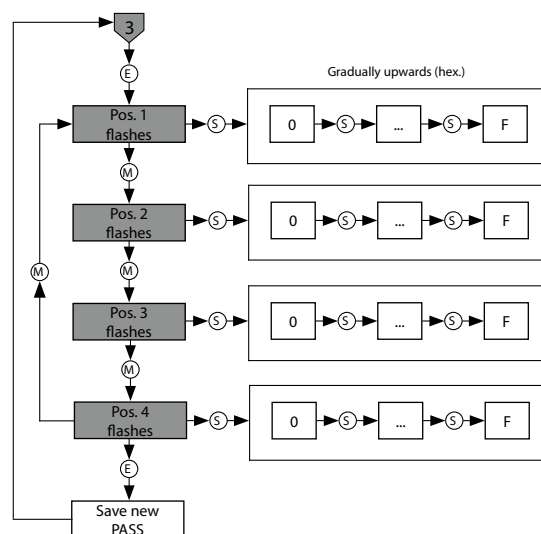 3
E
Gradually upwards (hex.)
Pos. 1
flashes
S
0
S
...
S
F
M
Pos. 2
flashes
S
0
S
...
S
F
M
M
Pos. 3
flashes
S
0
S
...
S
F
M
Pos. 4
flashes
S
0
S
...
S
F
E
Save new
PASS